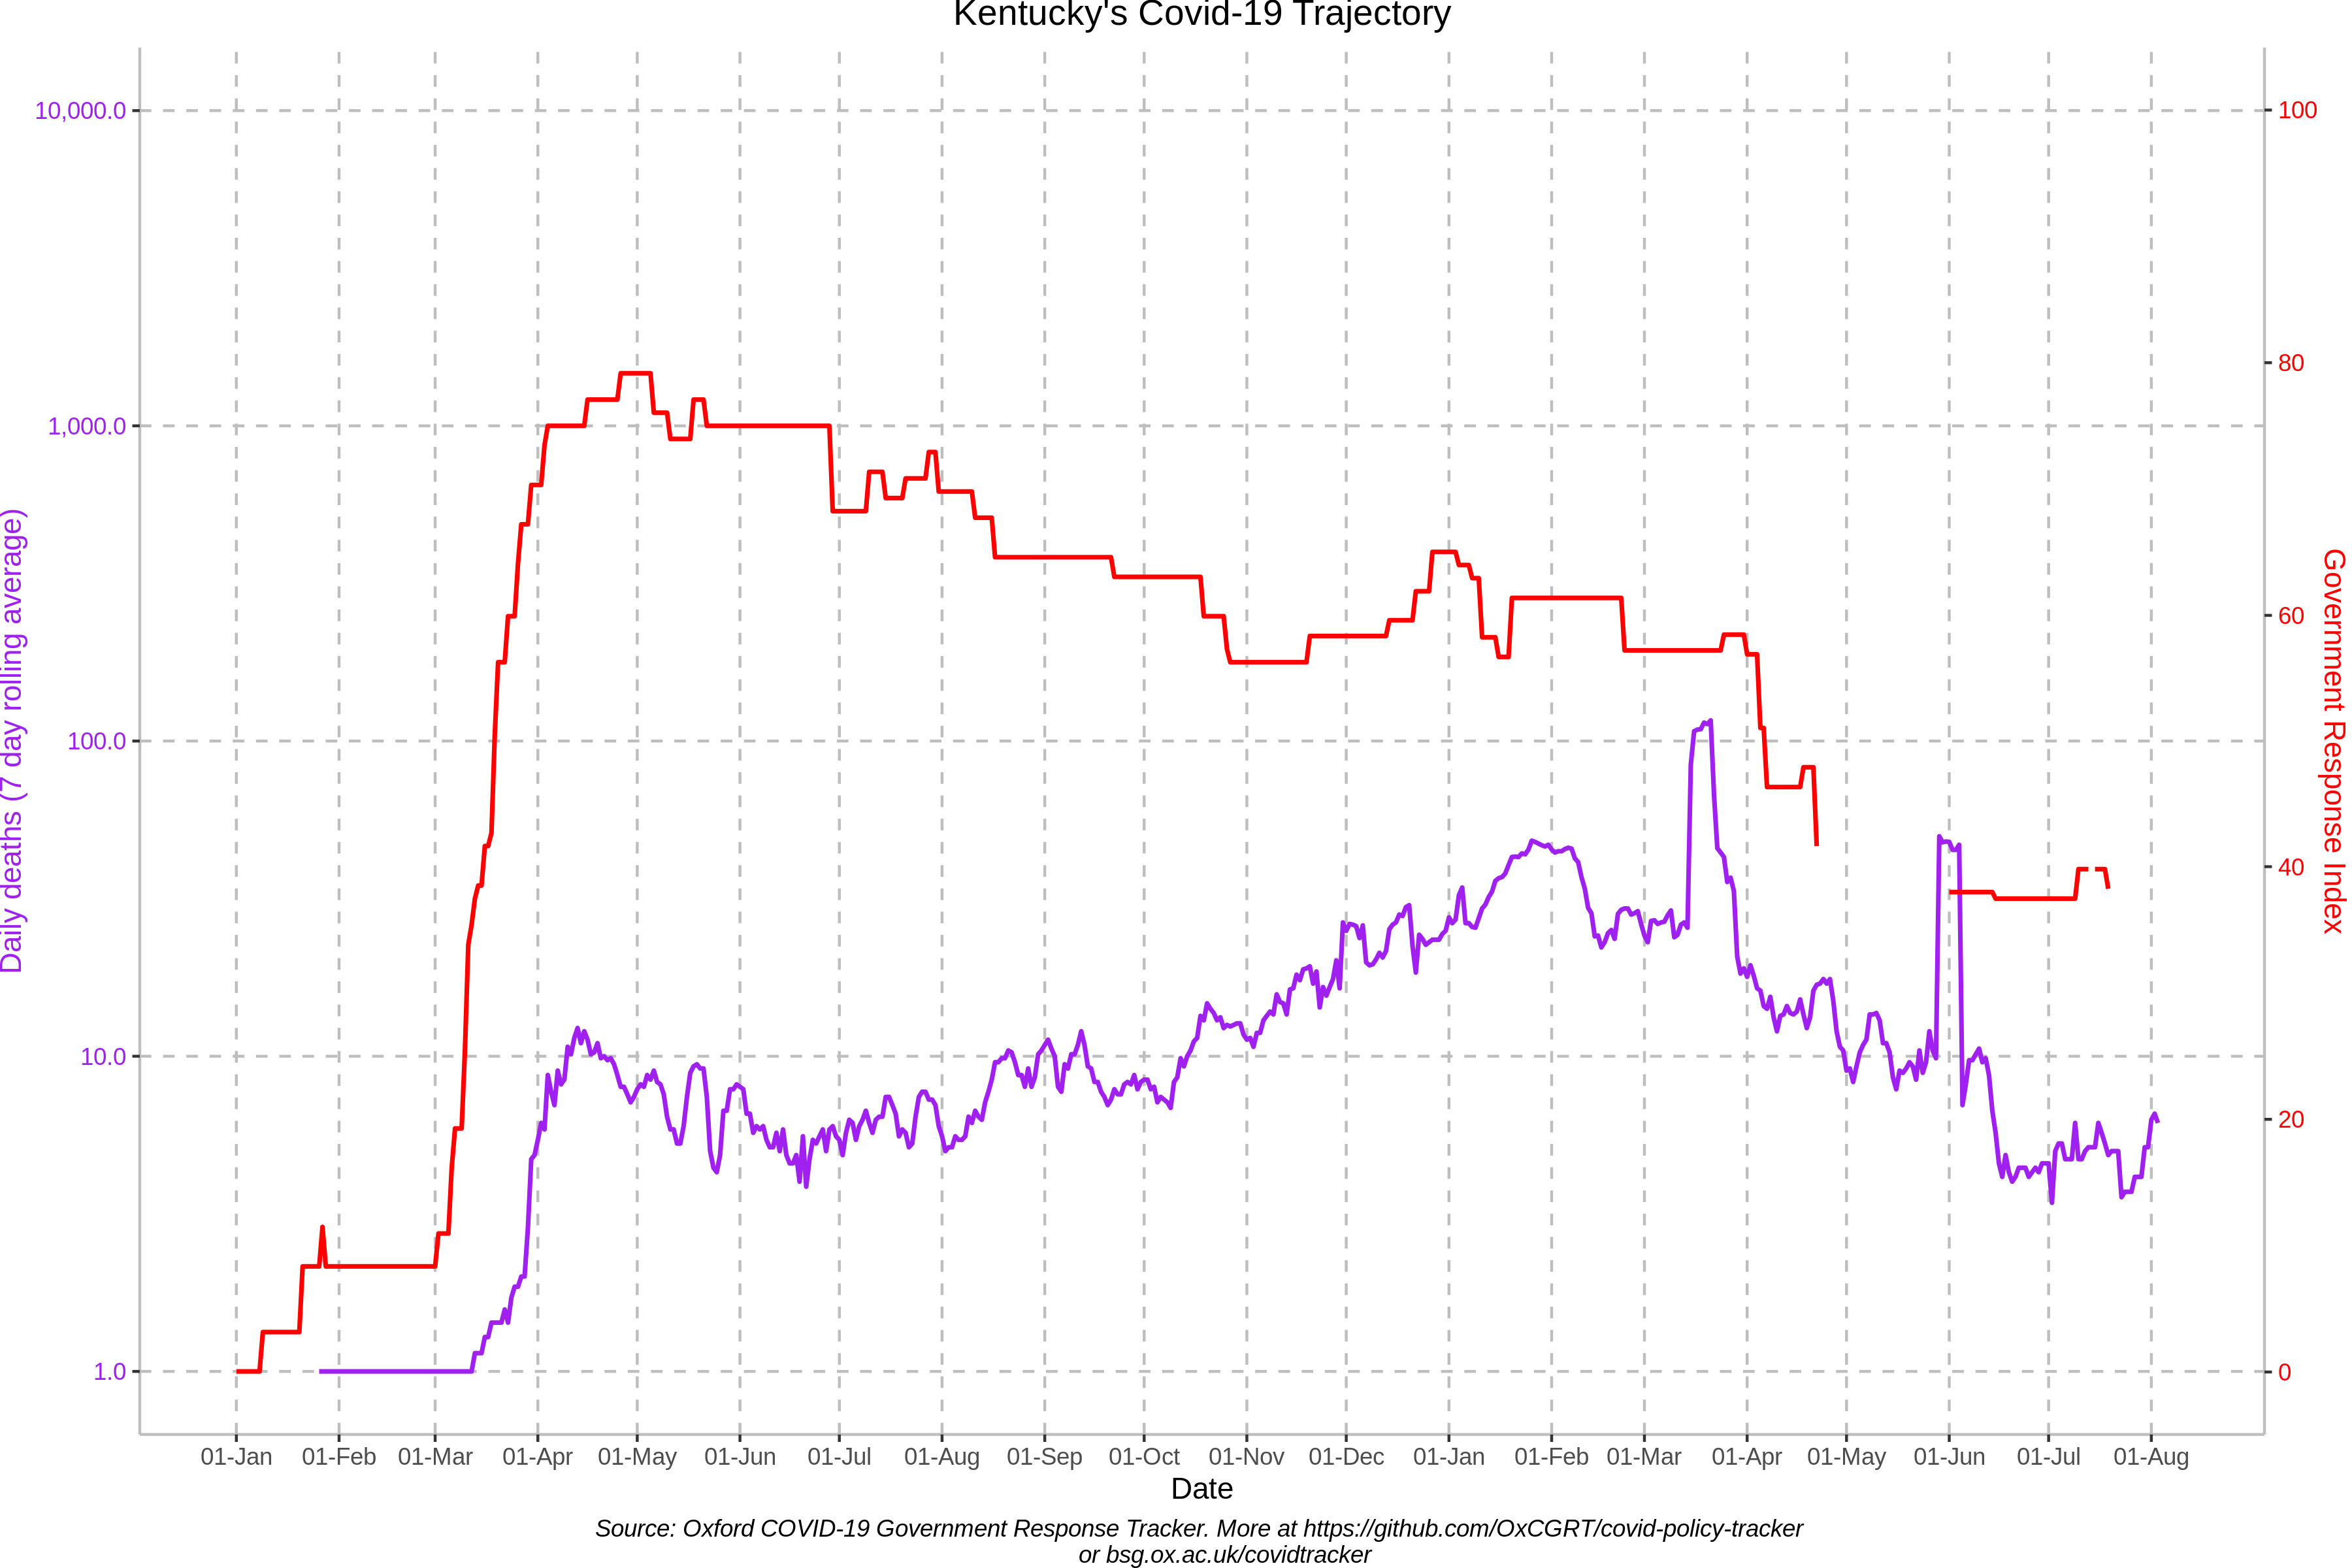 Kentucky's Covid-19 Trajectory
10,000.0
1,000.0
100.0
10.0
1.0
Daily deaths (7 day rolling average)
100
80
60
40
20
0
Government Response Index
01-Jan 01-Feb 01-Mar 01-Apr 01-May 01-Jun 01-Jul 01-Aug 01-Sep 01-Oct 01-Nov 01-Dec 01-Jan 01-Feb 01-Mar 01-Apr 01-May 01-Jun 01-Jul 01-Aug
Date
Source: Oxford COVID-19 Government Response Tracker. More at https://github.com/OxCGRT/covid-policy-tracker
or bsg.ox.ac.uk/covidtracker